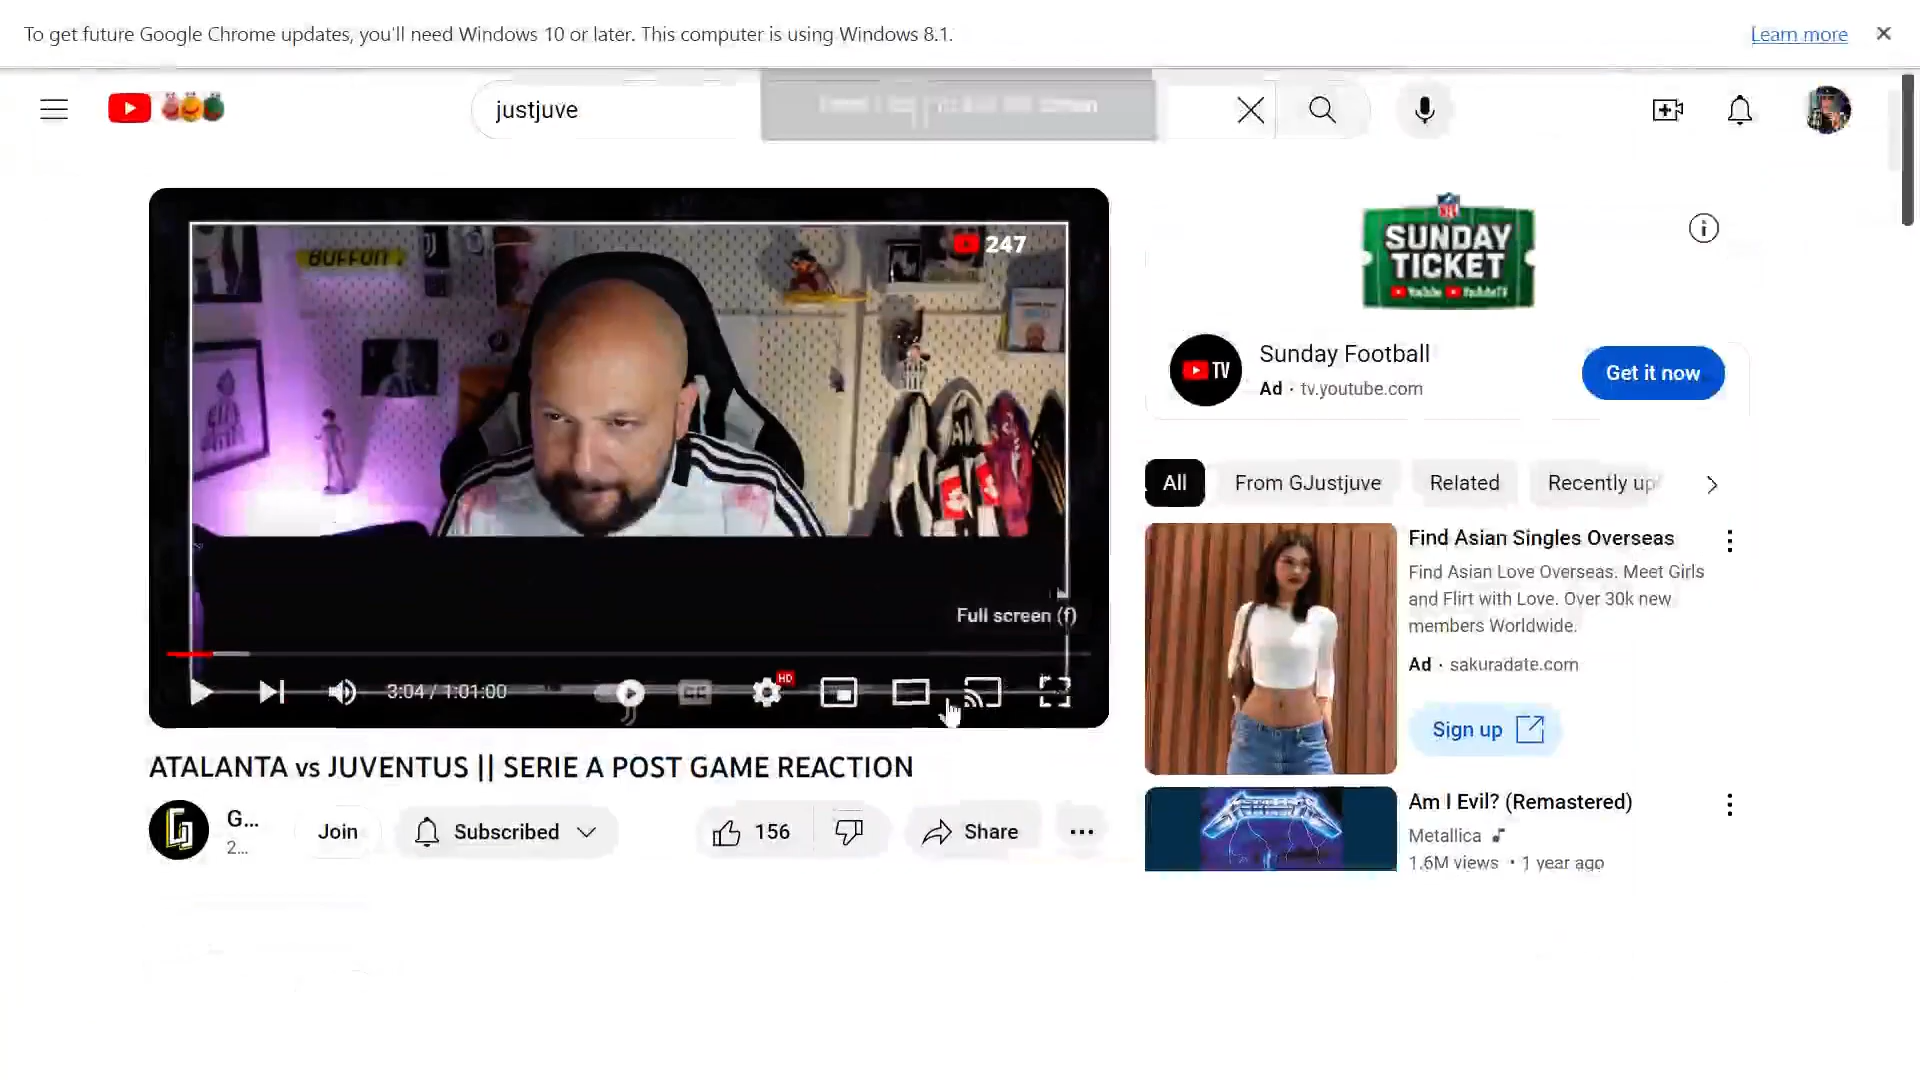 To get future Google Chrome updates, you'll need Windows 10 or later. This computer is using Windows 8.1.
Learn more
justjuve
BUFFON
247
Full screen (f)
3:04 / 1:01:00
HD
ATALANTA vs JUVENTUS || SERIE A POST GAME REACTION
G...
2...
Join
Subscribed
156
Share
SUNDAY
TICKET
YouTube YouTubeTV
TV
Sunday Football
Ad · tv.youtube.com
Get it now
All
From GJustjuve
Related
Recently up
Find Asian Singles Overseas
Find Asian Love Overseas. Meet Girls
and Flirt with Love. Over 30k new
members Worldwide.
Ad · sakuradate.com
Sign up
Am I Evil? (Remastered)
Metallica
1.6M views · 1 year ago